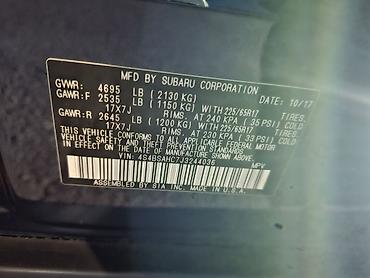 MFD BY SUBARU CORPORATION
GVWR: 4695 LB ( 2130 KG) DATE: 10/17
GAWR:F 2535 LB ( 1150 KG) WITH 225/65R17
17X7J TIRES, RIMS, AT 240 KPA ( 35 PSI/ COLD)
GAWR:R 2645 LB ( 1200 KG) WITH 225/65R17
17X7J TIRES, RIMS, AT 230 KPA ( 33 PSI/ COLD)
THIS VEHICLE CONFORMS TO ALL APPLICABLE FEDERAL MOTOR
VEHICLE SAFETY, BUMPER AND THEFT PREVENTION STANDARDS
IN EFFECT ON THE DATE OF MANUFACTURE SHOWN ABOVE.
VIN: 4S4BSAHC7J3244036 MPV
MADE BY SIA INC. IN U.S.A.